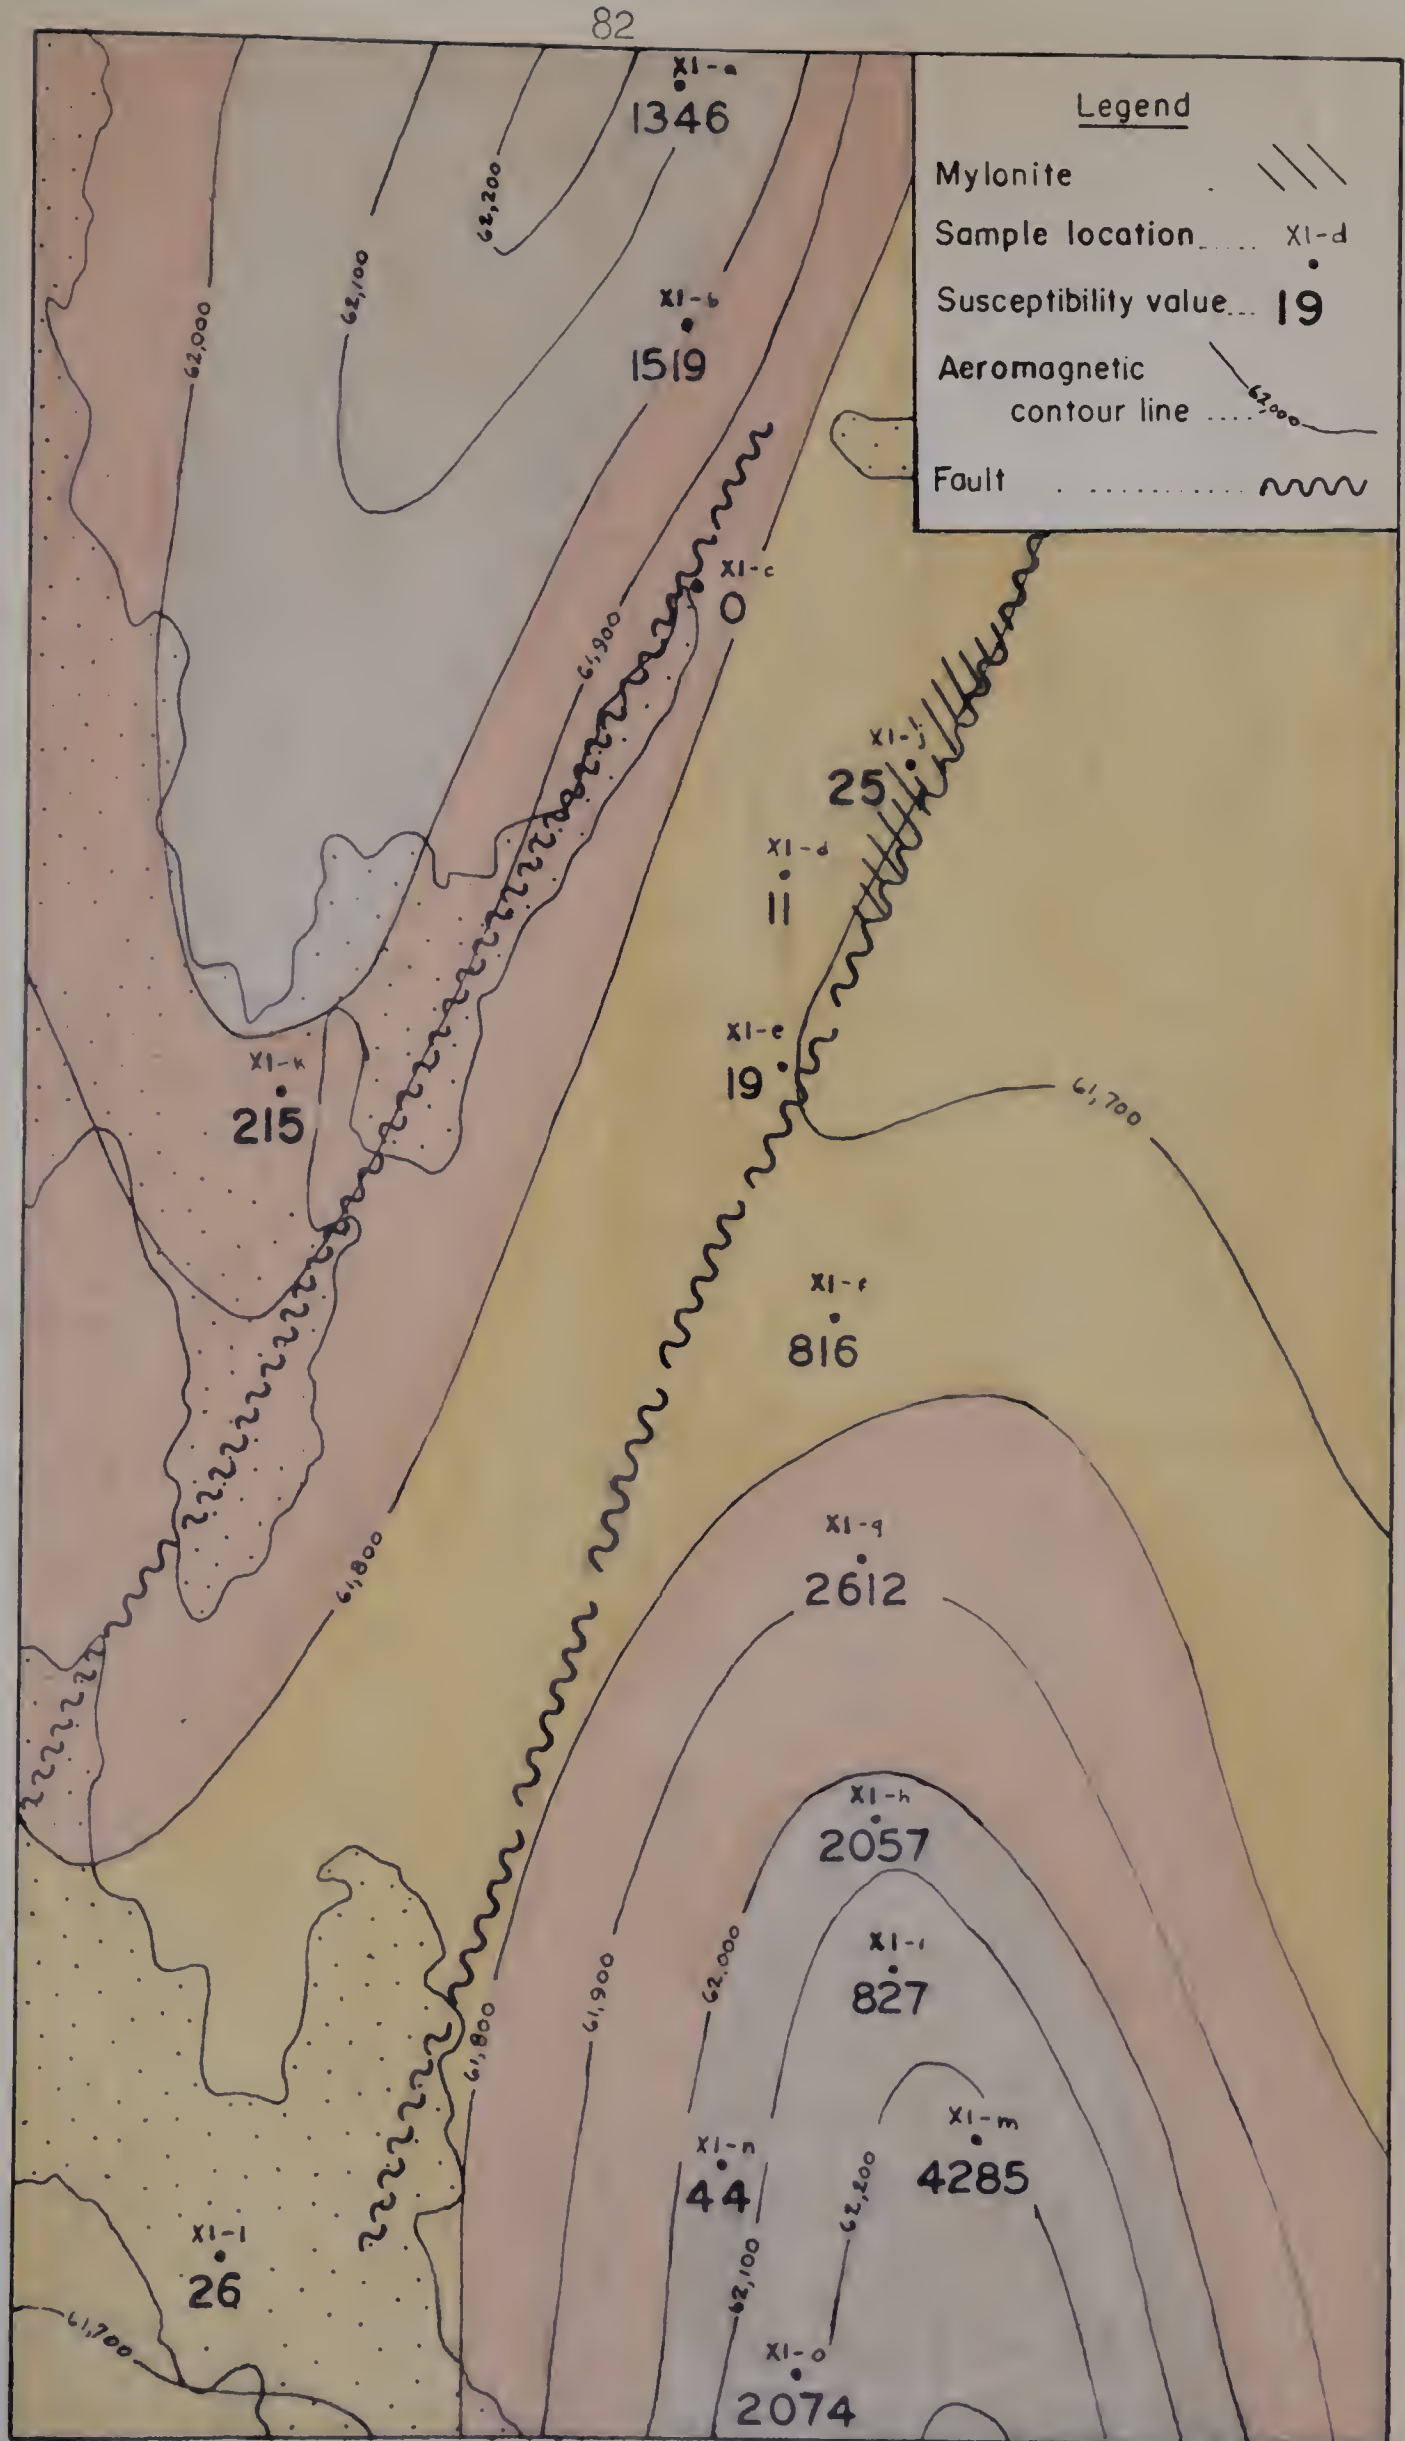 82
XI-a
1346
Legend
Mylonite .
Sample location..... XI-d
Susceptibility value... 19
Aeromagnetic
contour line .... 62000
Fault . ............
62,200
62,100
62,000
XI-b
1519
XI-c
0
61,900
XI-j
25
XI-d
11
XI-e
19
61,700
XI-k
215
XI-f
816
XI-g
2612
61,800
XI-h
2057
XI-i
827
62.000
61,900
61,800
XI-m
4285
XI-n
44
62,200
62,100
XI-l
26
61,700
XI-o
2074